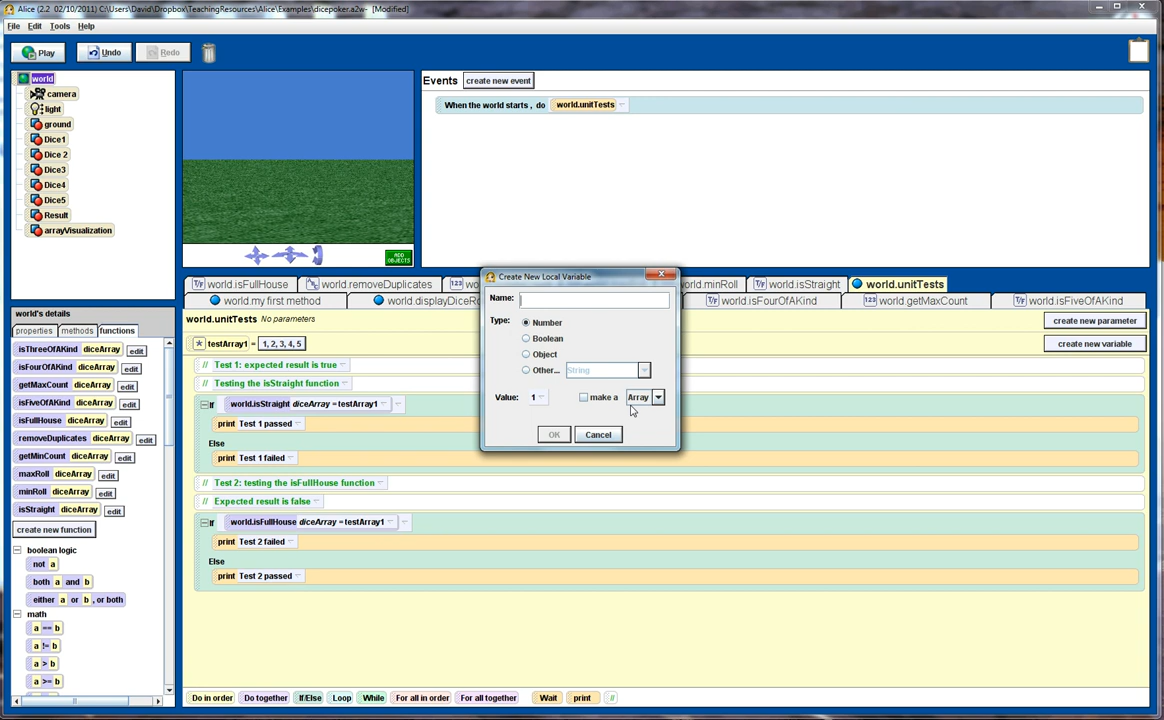 Alice (2.2 02/10/2011) C:\Users\David\Dropbox\TeachingResources\Alice\Examples\dicepoker.a2w- [Modified]
File Edit Tools Help
Play Undo Redo
world
camera
light
ground
Dice1
Dice 2
Dice3
Dice4
Dice5
Result
arrayVisualization
ADD OBJECTS
Events create new event
When the world starts , do world.unitTests
world.isFullHouse world.removeDuplicates 123 minRoll world.isStraight world.unitTests
world.my first method world.displayDiceRo world.isFourOfAKind 123 world.getMaxCount world.isFiveOfAKind
world's details
properties methods functions
isThreeOfAKind diceArray edit
isFourOfAKind diceArray edit
getMaxCount diceArray edit
isFiveOfAKind diceArray edit
isFullHouse diceArray edit
removeDuplicates diceArray edit
getMinCount diceArray edit
maxRoll diceArray edit
minRoll diceArray edit
isStraight diceArray edit
create new function
boolean logic
not a
both a and b
either a or b , or both
math
a == b
a != b
a > b
a >= b
world.unitTests No parameters
create new parameter
testArray1 = 1, 2, 3, 4, 5
create new variable
// Test 1: expected result is true
// Testing the isStraight function
If world.isStraight diceArray = testArray1
print Test 1 passed
Else
print Test 1 failed
// Test 2: testing the isFullHouse function
// Expected result is false
If world.isFullHouse diceArray = testArray1
print Test 2 failed
Else
print Test 2 passed
Do in order Do together If/Else Loop While For all in order For all together Wait print //
Create New Local Variable
Name:
Type: Number
Boolean
Object
Other... String
Value: 1 make a Array
OK Cancel